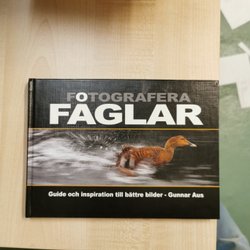 FOTOGRAFERA
FÅGLAR
Guide och inspiration till bättre bilder - Gunnar Aus